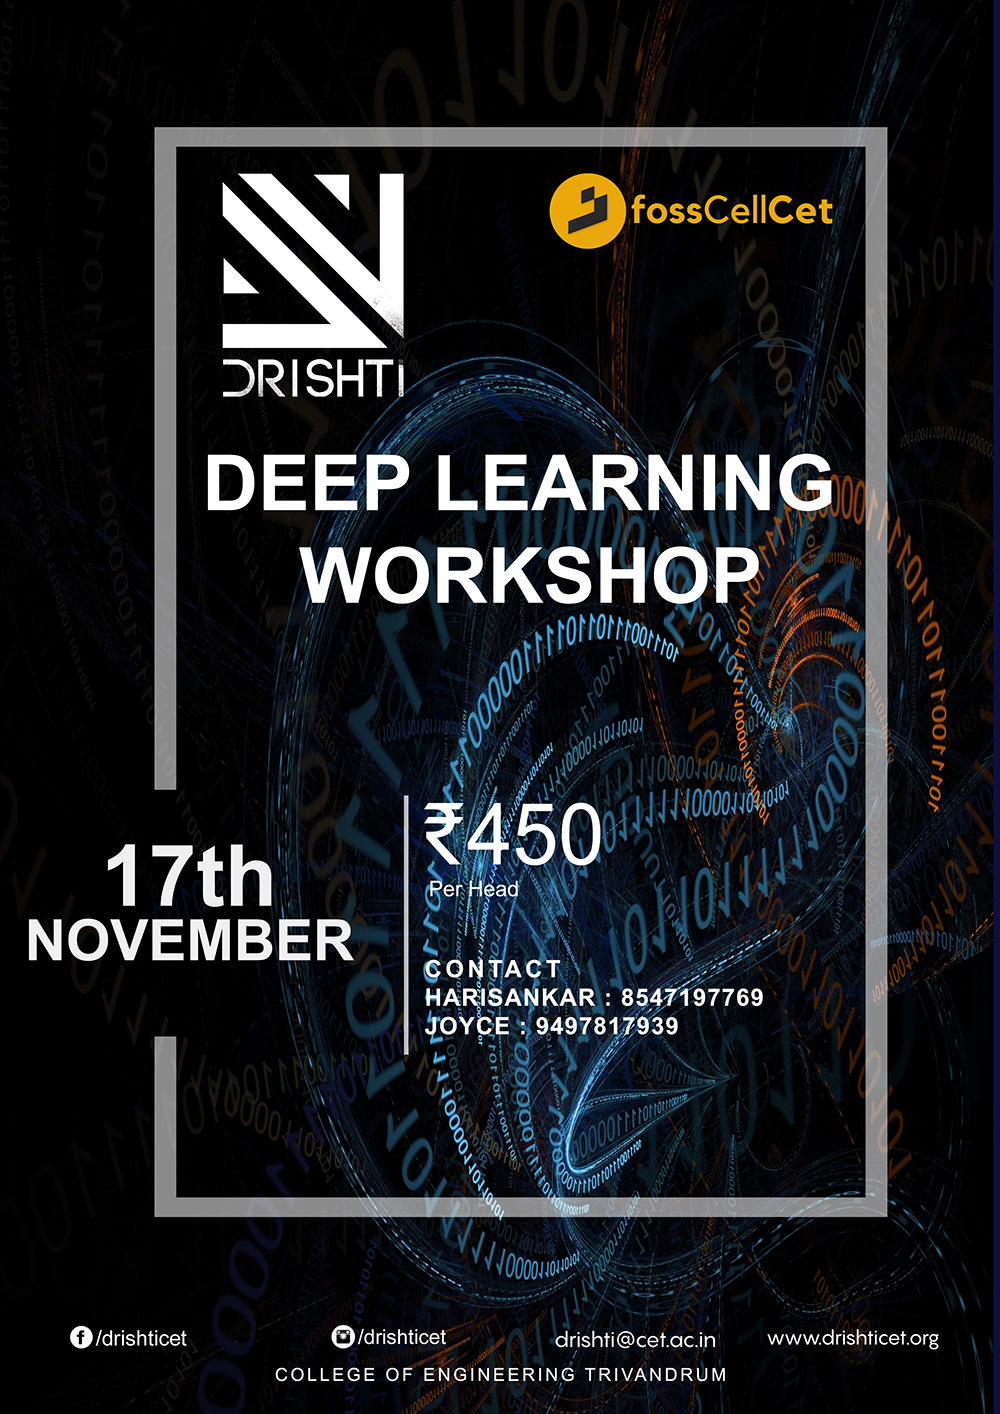 fossCellCet
DRISHTI
DEEP LEARNING
WORKSHOP
17th
NOVEMBER
₹450
Per Head
CONTACT
HARISANKAR : 8547197769
JOYCE : 9497817939
/drishticet
/drishticet
drishti@cet.ac.in
www.drishticet.org
COLLEGE OF ENGINEERING TRIVANDRUM